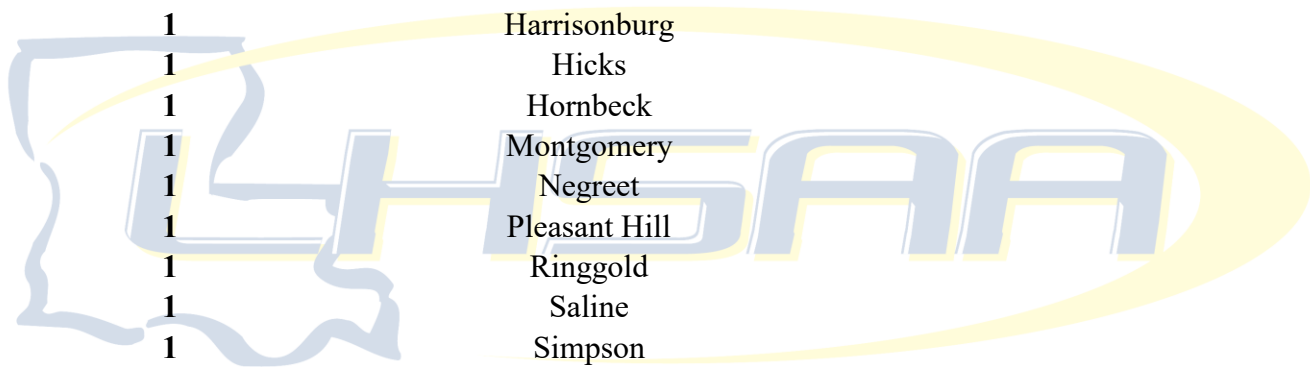 1 Harrisonburg
1 Hicks
1 Hornbeck
1 Montgomery
1 Negreet
1 Pleasant Hill
1 Ringgold
1 Saline
1 Simpson
LHSAA